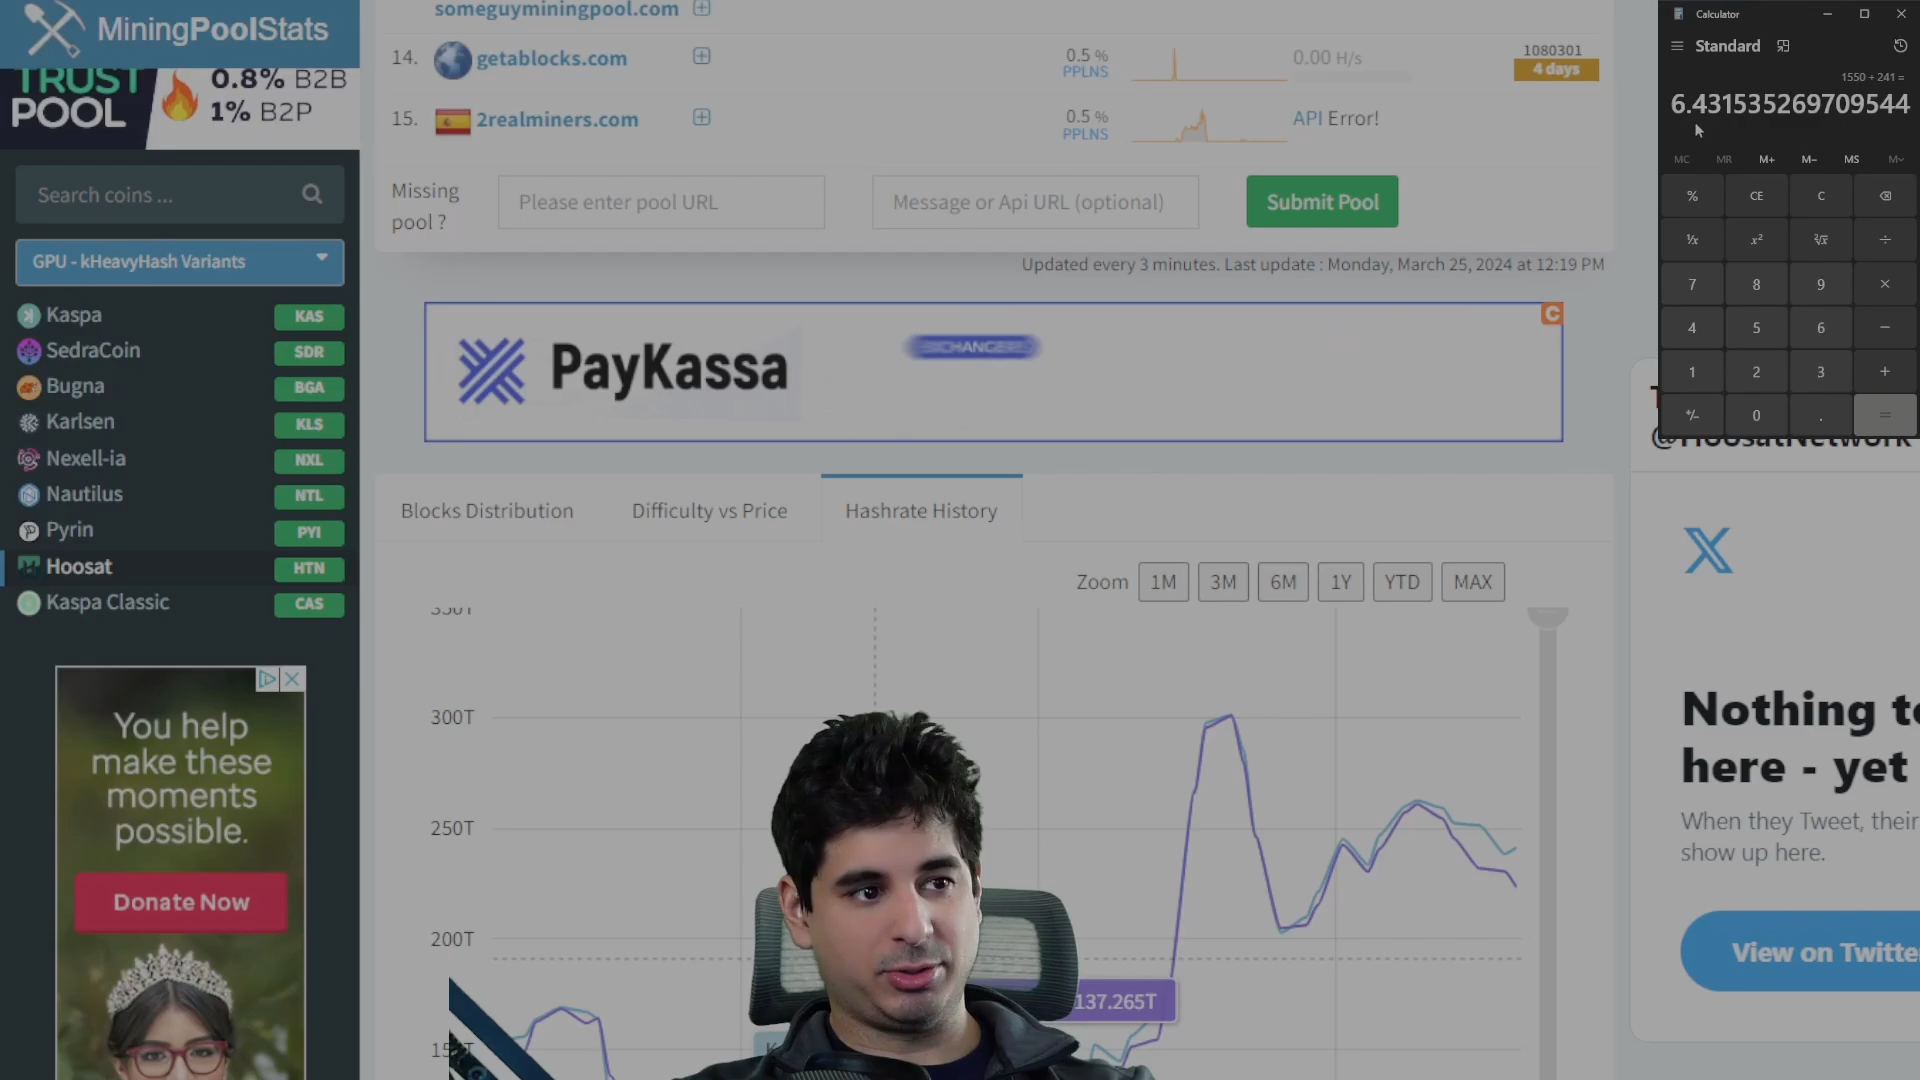 MiningPoolStats
TRUST
POOL
0.8% B2B
1% B2P
Search coins ...
GPU - kHeavyHash Variants
Kaspa KAS
SedraCoin SDR
Bugna BGA
Karlsen KLS
Nexell-ia NXL
Nautilus NTL
Pyrin PYI
Hoosat HTN
Kaspa Classic CAS
You help
make these
moments
possible.
Donate Now
someguyminingpool.com
14. getablocks.com 0.5 % PPLNS 0.00 H/s 1080301 4 days
15. 2realminers.com 0.5 % PPLNS API Error!
Missing
pool ?
Please enter pool URL
Message or Api URL (optional)
Submit Pool
Updated every 3 minutes. Last update : Monday, March 25, 2024 at 12:19 PM
PayKassa
C
Blocks Distribution Difficulty vs Price Hashrate History
Zoom 1M 3M 6M 1Y YTD MAX
350T
300T
250T
200T
137.265T
Calculator
Standard
1550 ÷ 241 =
6.431535269709544
MC MR M+ M− MS M˅
% CE C
⅟x x² ²√x ÷
7 8 9 ×
4 5 6 −
1 2 3 +
+/− 0 . =
@HoosatNetwork
Nothing to
here - yet
When they Tweet, their
show up here.
View on Twitte